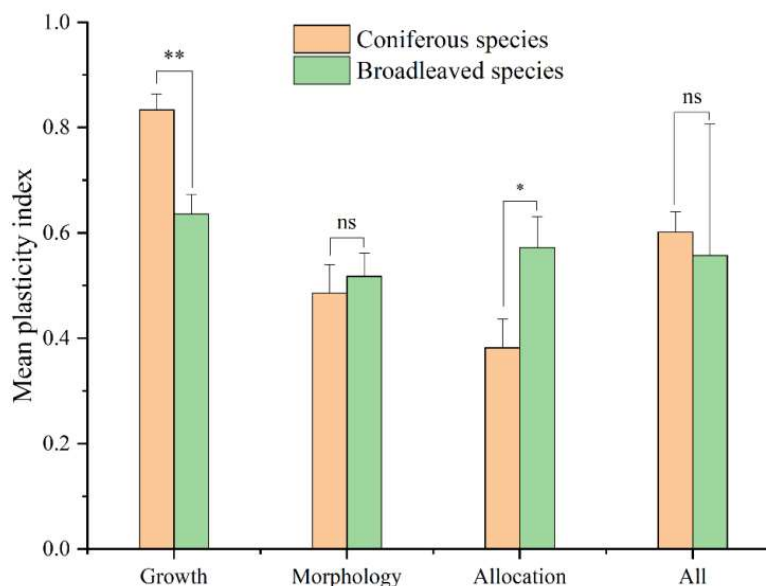 1.0
0.8
0.6
0.4
0.2
0.0
Mean plasticity index
Coniferous species
Broadleaved species
**
ns
*
ns
Growth
Morphology
Allocation
All